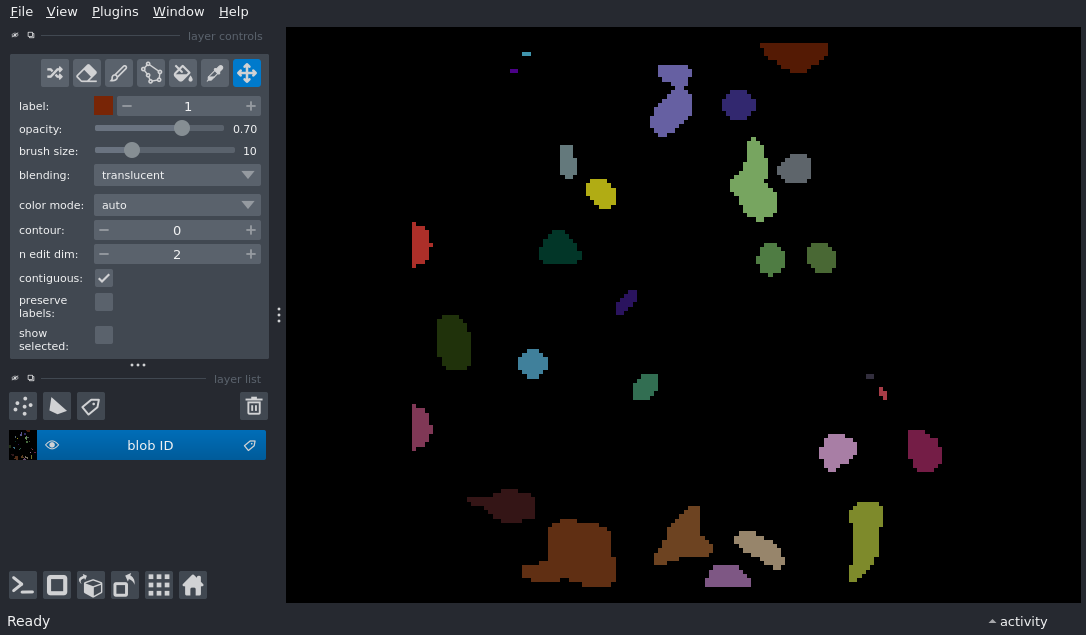 File View Plugins Window Help
layer controls
label: 1
opacity: 0.70
brush size: 10
blending: translucent
color mode: auto
contour: 0
n edit dim: 2
contiguous:
preserve
labels:
show
selected:
layer list
blob ID
Ready
activity